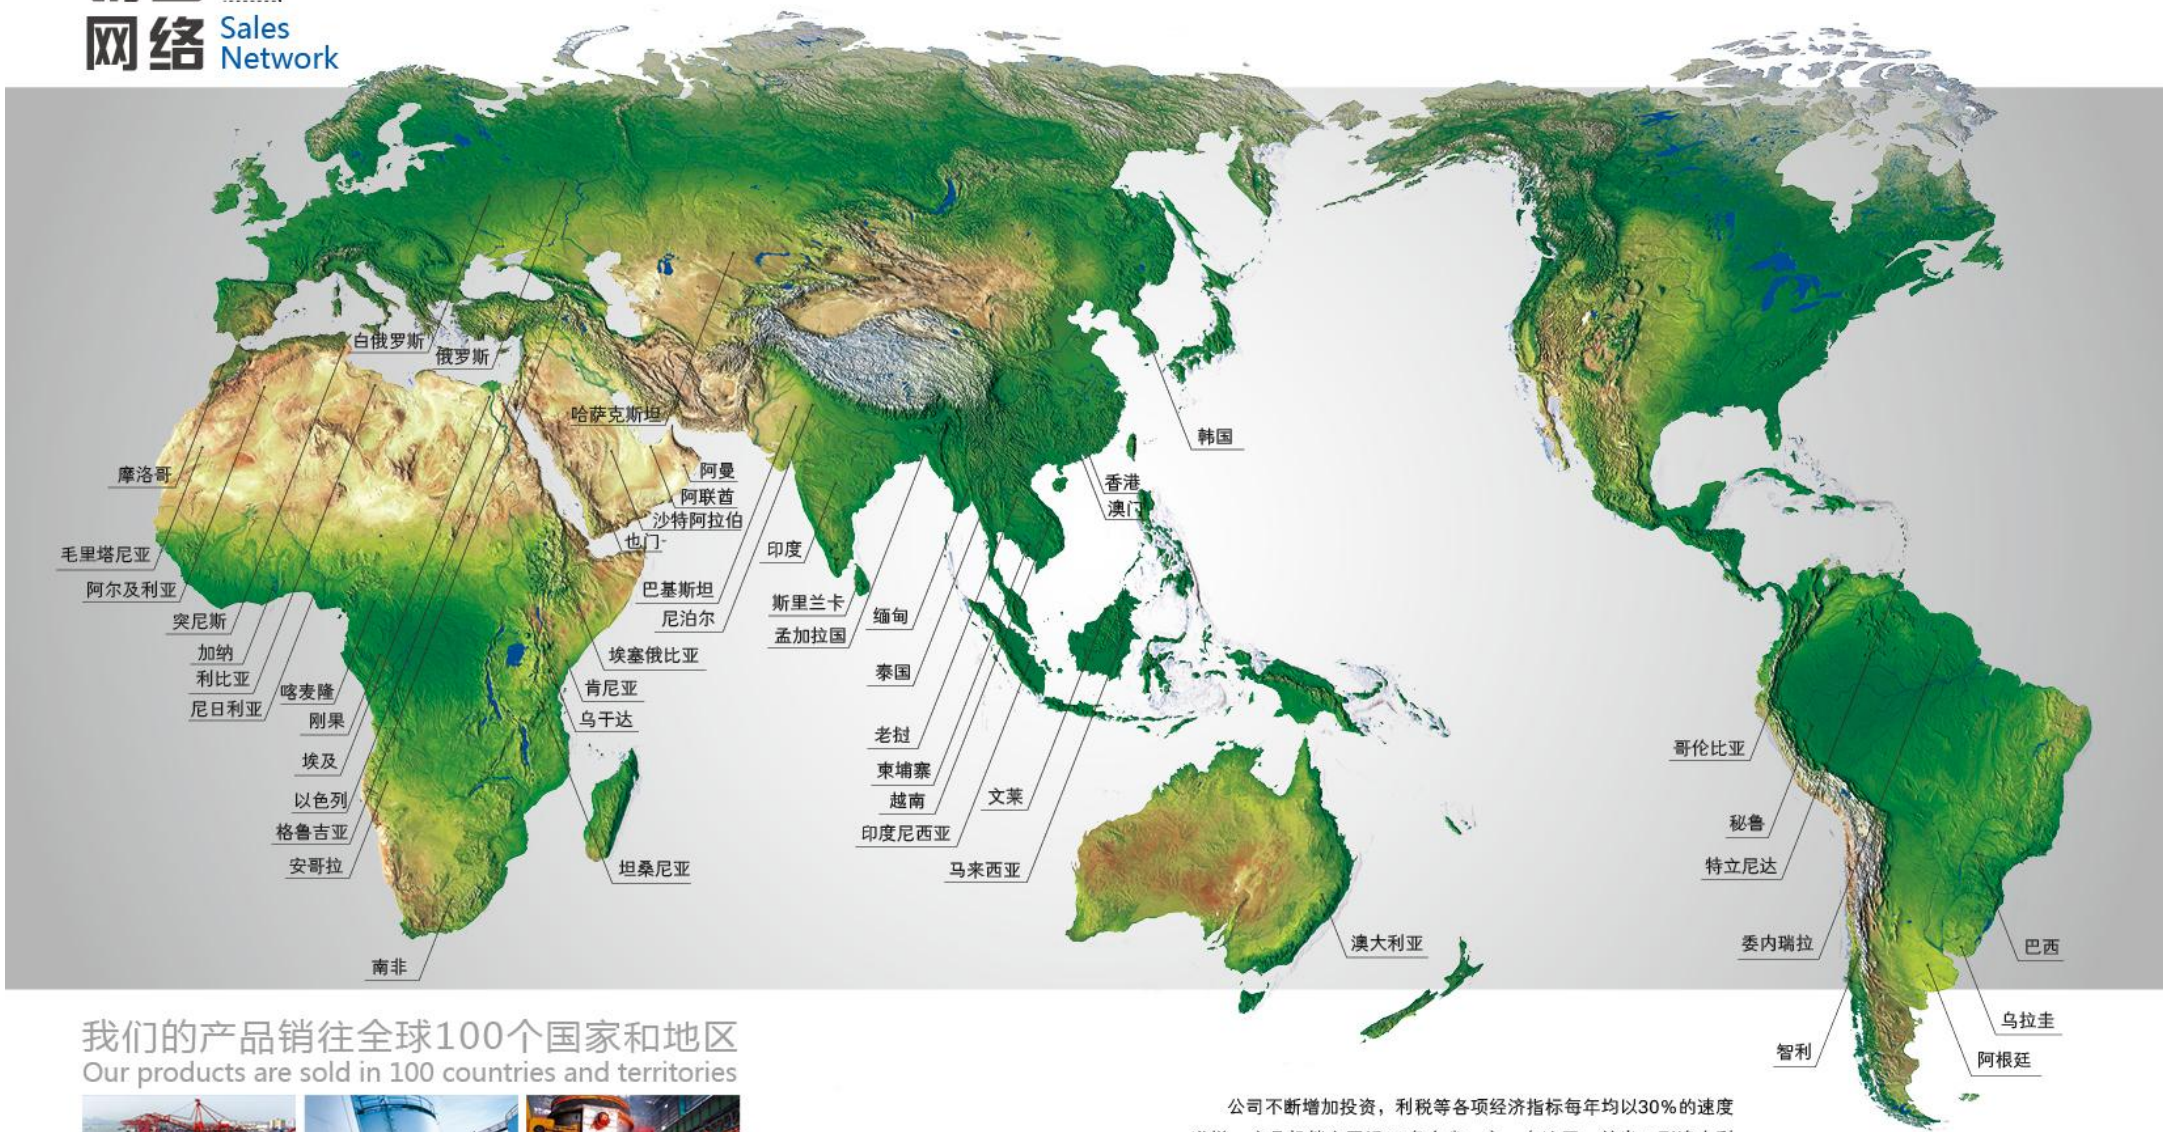 网络
Sales
Network
白俄罗斯
俄罗斯
哈萨克斯坦
韩国
摩洛哥
阿曼
阿联酋
香港
澳门
沙特阿拉伯
也门
印度
毛里塔尼亚
阿尔及利亚
巴基斯坦
斯里兰卡
缅甸
突尼斯
尼泊尔
孟加拉国
加纳
埃塞俄比亚
泰国
利比亚
喀麦隆
肯尼亚
尼日利亚
刚果
乌干达
老挝
哥伦比亚
埃及
柬埔寨
以色列
越南
文莱
格鲁吉亚
印度尼西亚
秘鲁
安哥拉
坦桑尼亚
马来西亚
特立尼达
澳大利亚
委内瑞拉
巴西
南非
乌拉圭
智利
阿根廷
我们的产品销往全球100个国家和地区
Our products are sold in 100 countries and territories
公司不断增加投资，利税等各项经济指标每年均以30%的速度